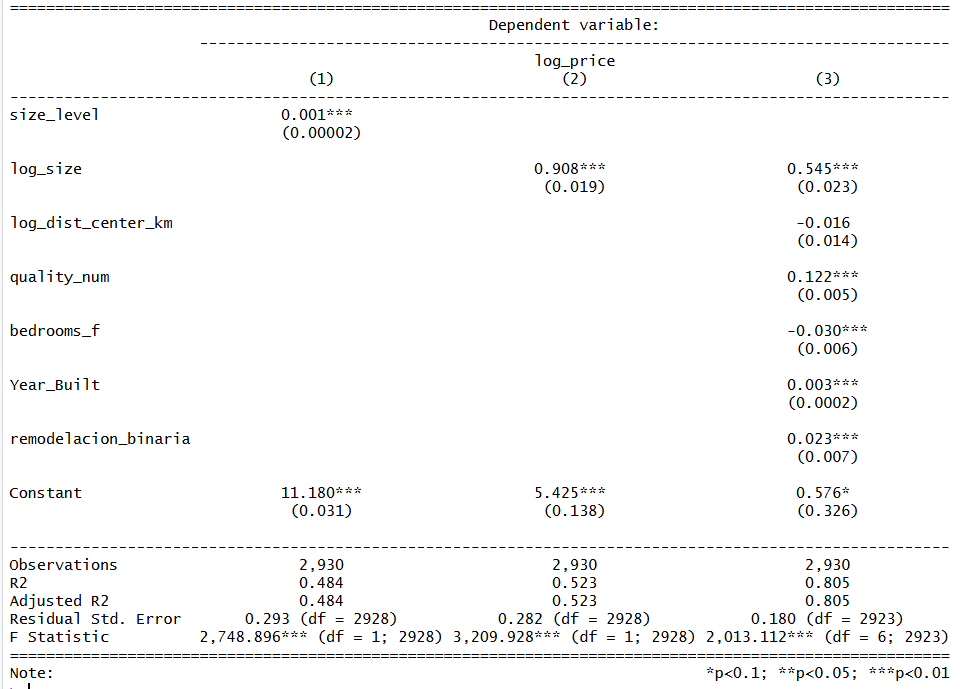 Dependent variable:
log_price
(1) (2) (3)
size_level 0.001***
(0.00002)
log_size 0.908*** 0.545***
(0.019) (0.023)
log_dist_center_km -0.016
(0.014)
quality_num 0.122***
(0.005)
bedrooms_f -0.030***
(0.006)
Year_Built 0.003***
(0.0002)
remodelacion_binaria 0.023***
(0.007)
Constant 11.180*** 5.425*** 0.576*
(0.031) (0.138) (0.326)
Observations 2,930 2,930 2,930
R2 0.484 0.523 0.805
Adjusted R2 0.484 0.523 0.805
Residual Std. Error 0.293 (df = 2928) 0.282 (df = 2928) 0.180 (df = 2923)
F Statistic 2,748.896*** (df = 1; 2928) 3,209.928*** (df = 1; 2928) 2,013.112*** (df = 6; 2923)
Note: *p<0.1; **p<0.05; ***p<0.01